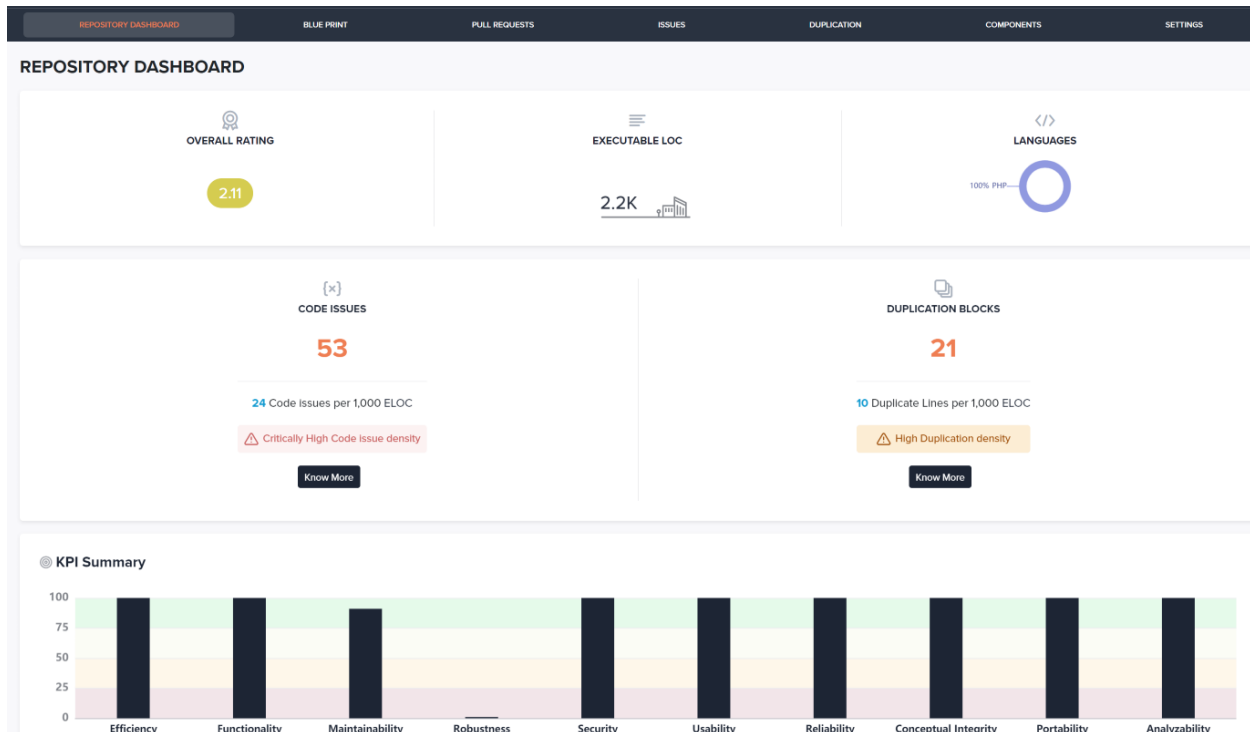 REPOSITORY DASHBOARD BLUE PRINT PULL REQUESTS ISSUES DUPLICATION COMPONENTS SETTINGS
REPOSITORY DASHBOARD
OVERALL RATING
2.11
EXECUTABLE LOC
2.2K
</>
LANGUAGES
100% PHP
{×}
CODE ISSUES
53
24 Code issues per 1,000 ELOC
Critically High Code issue density
Know More
DUPLICATION BLOCKS
21
10 Duplicate Lines per 1,000 ELOC
High Duplication density
Know More
KPI Summary
100
75
50
25
0
Efficiency Functionality Maintainability Robustness Security Usability Reliability Conceptual Integrity Portability Analyzability